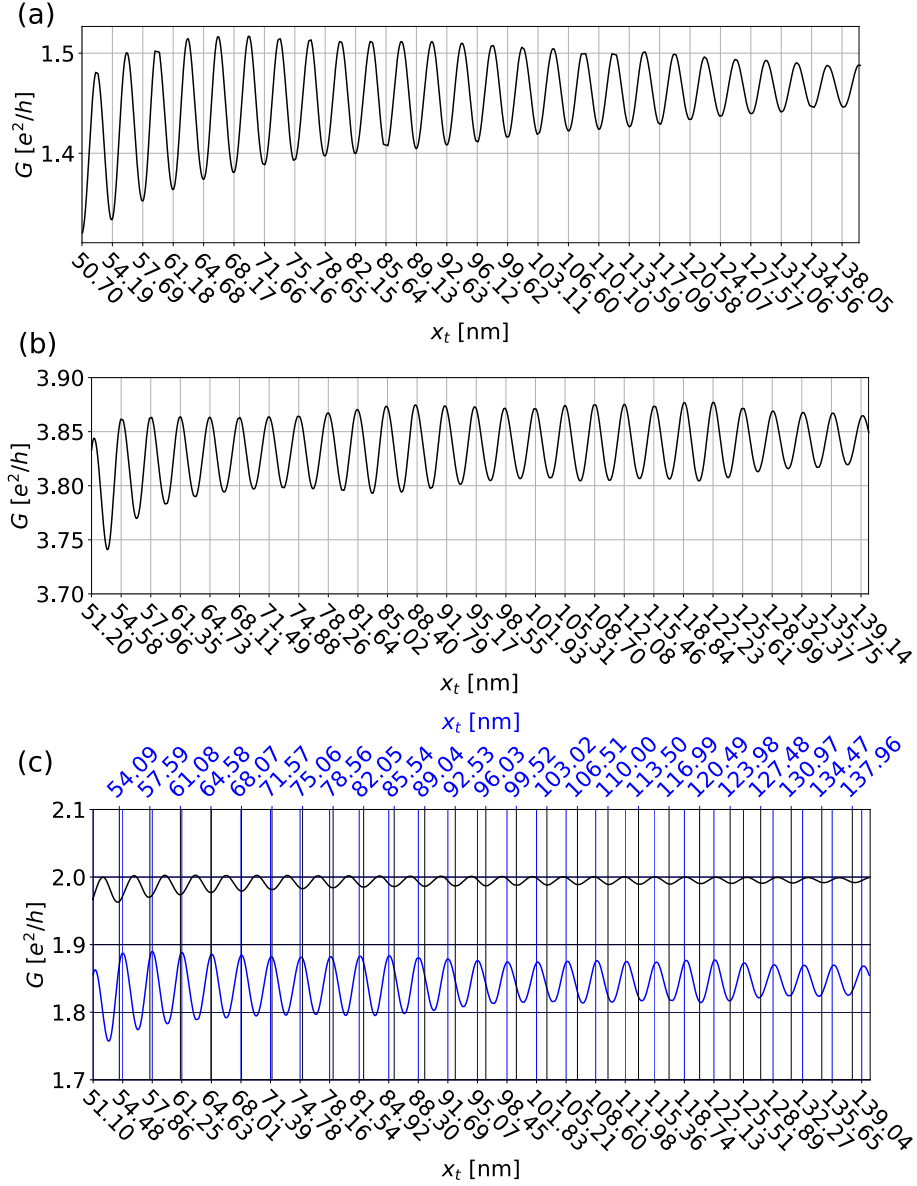 (a)
G [e²/h]
1.5
1.4
50.70 54.19 57.69 61.18 64.68 68.17 71.66 75.16 78.65 82.15 85.64 89.13 92.63 96.12 99.62 103.11 106.60 110.10 113.59 117.09 120.58 124.07 127.57 131.06 134.56 138.05
x_t [nm]
(b)
G [e²/h]
3.90
3.85
3.80
3.75
3.70
51.20 54.58 57.96 61.35 64.73 68.11 71.49 74.88 78.26 81.64 85.02 88.40 91.79 95.17 98.55 101.93 105.31 108.70 112.08 115.46 118.84 122.23 125.61 128.99 132.37 135.75 139.14
x_t [nm]
x_t [nm]
(c)
54.09 57.59 61.08 64.58 68.07 71.57 75.06 78.56 82.05 85.54 89.04 92.53 96.03 99.52 103.02 106.51 110.00 113.50 116.99 120.49 123.98 127.48 130.97 134.47 137.96
G [e²/h]
2.1
2.0
1.9
1.8
1.7
51.10 54.48 57.86 61.25 64.63 68.01 71.39 74.78 78.16 81.54 84.92 88.30 91.69 95.07 98.45 101.83 105.21 108.60 111.98 115.36 118.74 122.13 125.51 128.89 132.27 135.65 139.04
x_t [nm]